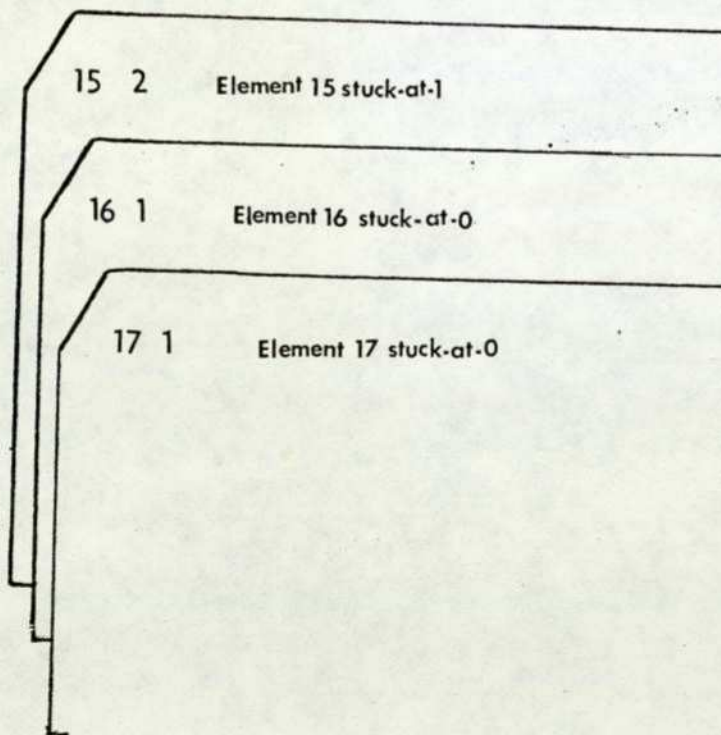 15 2 Element 15 stuck-at-1
16 1 Element 16 stuck-at-0
17 1 Element 17 stuck-at-0